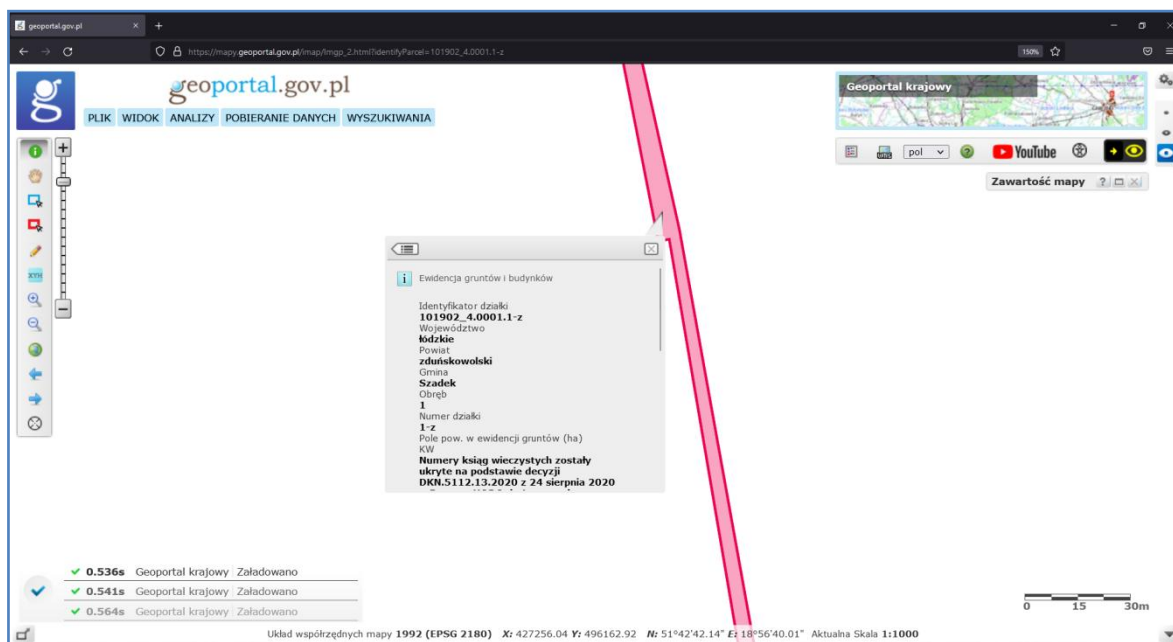 geoportal.gov.pl
https://mapy.geoportal.gov.pl/imap/Imgp_2.html?identifyParcel=101902_4.0001.1-z
150%
geoportal.gov.pl
PLIK WIDOK ANALIZY POBIERANIE DANYCH WYSZUKIWANIA
Geoportal krajowy
pol
YouTube
Zawartość mapy
XYH
Ewidencja gruntów i budynków
Identyfikator działki
101902_4.0001.1-z
Województwo
łódzkie
Powiat
zduńskowolski
Gmina
Szadek
Obręb
1
Numer działki
1-z
Pole pow. w ewidencji gruntów (ha)
KW
Numery ksiąg wieczystych zostały
ukryte na podstawie decyzji
DKN.5112.13.2020 z 24 sierpnia 2020
0.536s Geoportal krajowy Załadowano
0.541s Geoportal krajowy Załadowano
0.564s Geoportal krajowy Załadowano
0 15 30m
Układ współrzędnych mapy 1992 (EPSG 2180) X: 427256.04 Y: 496162.92 N: 51°42'42.14" E: 18°56'40.01" Aktualna Skala 1:1000